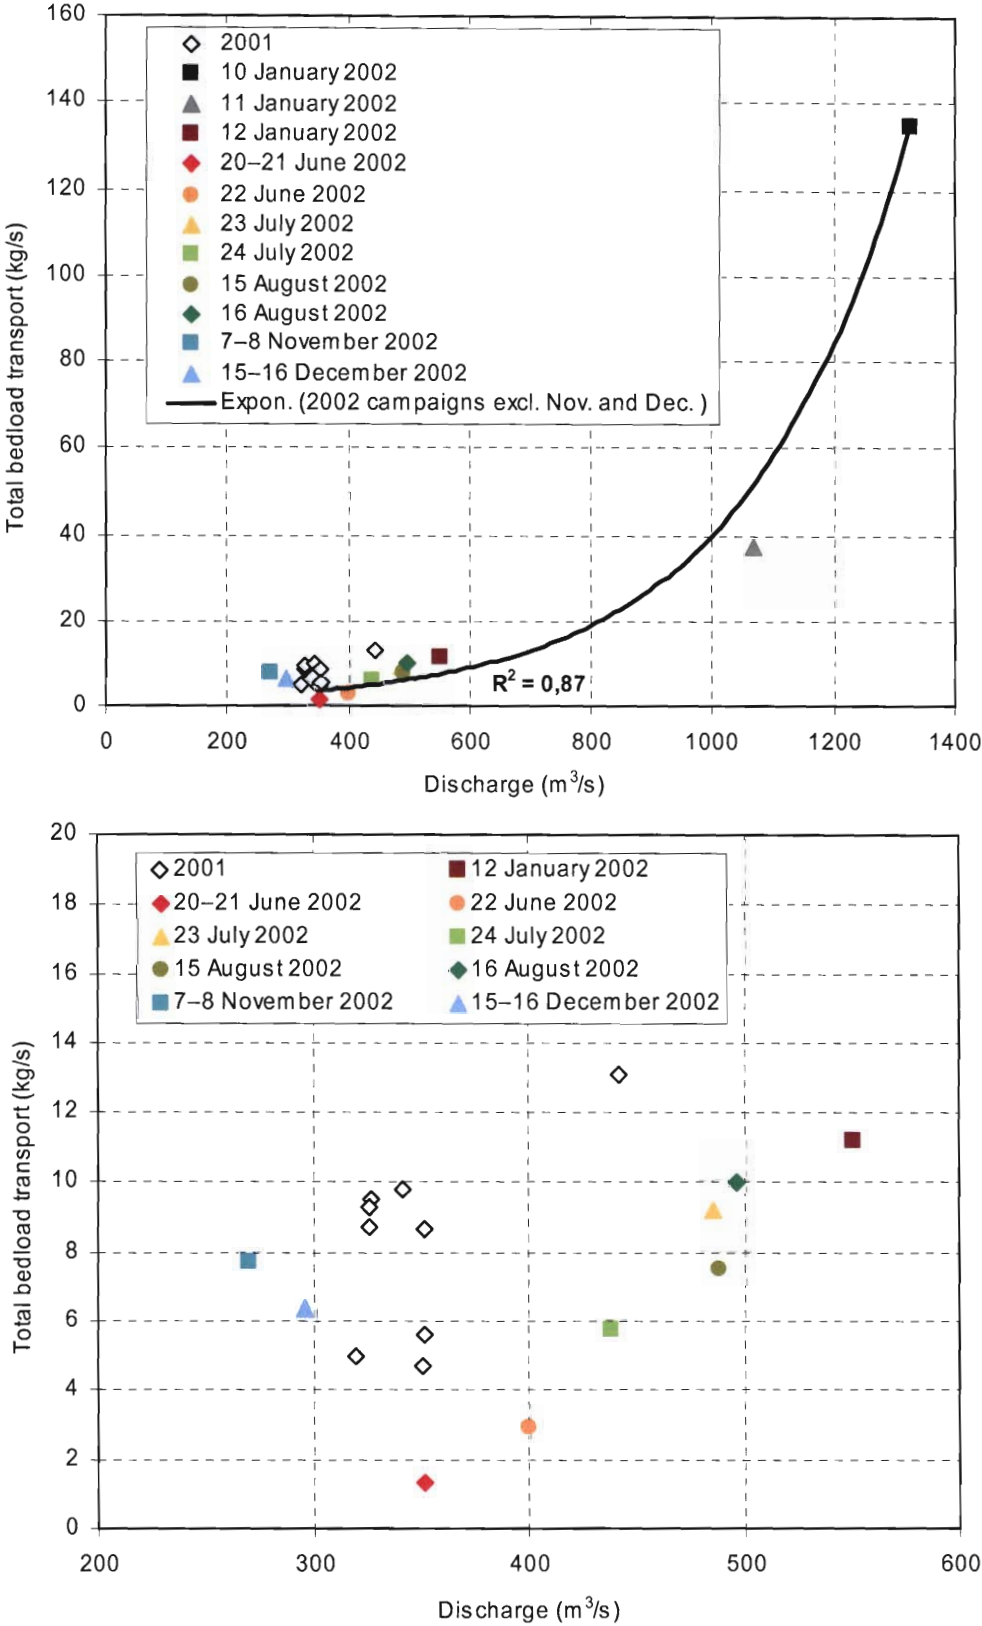 160
140
120
100
80
60
40
20
0
Total bedload transport (kg/s)
2001
10 January 2002
11 January 2002
12 January 2002
20–21 June 2002
22 June 2002
23 July 2002
24 July 2002
15 August 2002
16 August 2002
7–8 November 2002
15–16 December 2002
Expon. (2002 campaigns excl. Nov. and Dec. )
R² = 0,87
0 200 400 600 800 1000 1200 1400
Discharge (m³/s)
20
18
16
14
12
10
8
6
4
2
0
Total bedload transport (kg/s)
2001 12 January 2002
20–21 June 2002 22 June 2002
23 July 2002 24 July 2002
15 August 2002 16 August 2002
7–8 November 2002 15–16 December 2002
200 300 400 500 600
Discharge (m³/s)